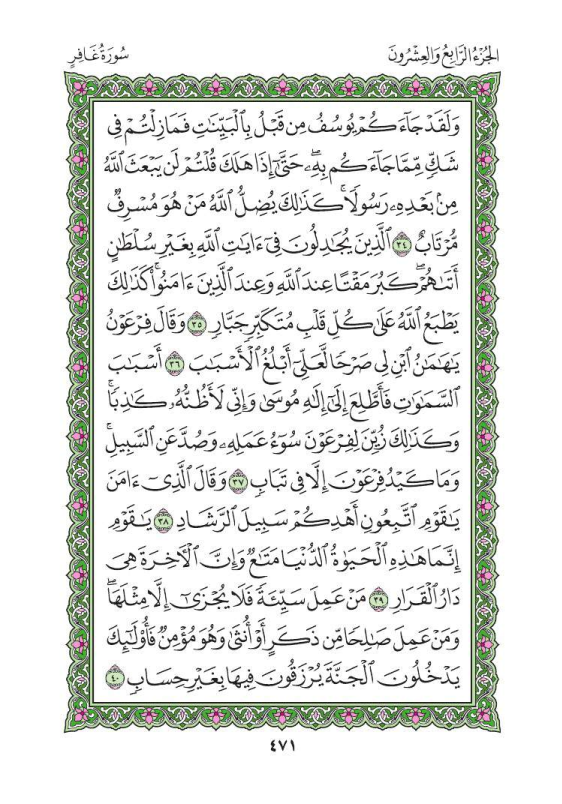 الجُزْءُ الرَّابِعُ وَالعِشْرُونَ
سُورَةُ غَافِرٍ
وَلَقَدْ جَآءَكُمْ يُوسُفُ مِن قَبْلُ بِٱلْبَيِّنَٰتِ فَمَا زِلْتُمْ فِى
شَكٍّ مِّمَّا جَآءَكُم بِهِۦ ۖ حَتَّىٰٓ إِذَا هَلَكَ قُلْتُمْ لَن يَبْعَثَ ٱللَّهُ
مِنۢ بَعْدِهِۦ رَسُولًا ۚ كَذَٰلِكَ يُضِلُّ ٱللَّهُ مَنْ هُوَ مُسْرِفٌ
مُّرْتَابٌ ٣٤ ٱلَّذِينَ يُجَٰدِلُونَ فِىٓ ءَايَٰتِ ٱللَّهِ بِغَيْرِ سُلْطَٰنٍ
أَتَىٰهُمْ ۖ كَبُرَ مَقْتًا عِندَ ٱللَّهِ وَعِندَ ٱلَّذِينَ ءَامَنُوا۟ ۚ كَذَٰلِكَ
يَطْبَعُ ٱللَّهُ عَلَىٰ كُلِّ قَلْبِ مُتَكَبِّرٍ جَبَّارٍ ٣٥ وَقَالَ فِرْعَوْنُ
يَٰهَٰمَٰنُ ٱبْنِ لِى صَرْحًا لَّعَلِّىٓ أَبْلُغُ ٱلْأَسْبَٰبَ ٣٦ أَسْبَٰبَ
ٱلسَّمَٰوَٰتِ فَأَطَّلِعَ إِلَىٰٓ إِلَٰهِ مُوسَىٰ وَإِنِّى لَأَظُنُّهُۥ كَٰذِبًا ۚ
وَكَذَٰلِكَ زُيِّنَ لِفِرْعَوْنَ سُوٓءُ عَمَلِهِۦ وَصُدَّ عَنِ ٱلسَّبِيلِ ۚ
وَمَا كَيْدُ فِرْعَوْنَ إِلَّا فِى تَبَابٍ ٣٧ وَقَالَ ٱلَّذِىٓ ءَامَنَ
يَٰقَوْمِ ٱتَّبِعُونِ أَهْدِكُمْ سَبِيلَ ٱلرَّشَادِ ٣٨ يَٰقَوْمِ
إِنَّمَا هَٰذِهِ ٱلْحَيَوٰةُ ٱلدُّنْيَا مَتَٰعٌ وَإِنَّ ٱلْءَاخِرَةَ هِىَ
دَارُ ٱلْقَرَارِ ٣٩ مَنْ عَمِلَ سَيِّئَةً فَلَا يُجْزَىٰٓ إِلَّا مِثْلَهَا ۖ
وَمَنْ عَمِلَ صَٰلِحًا مِّن ذَكَرٍ أَوْ أُنثَىٰ وَهُوَ مُؤْمِنٌ فَأُو۟لَٰٓئِكَ
يَدْخُلُونَ ٱلْجَنَّةَ يُرْزَقُونَ فِيهَا بِغَيْرِ حِسَابٍ ٤٠
٤٧١